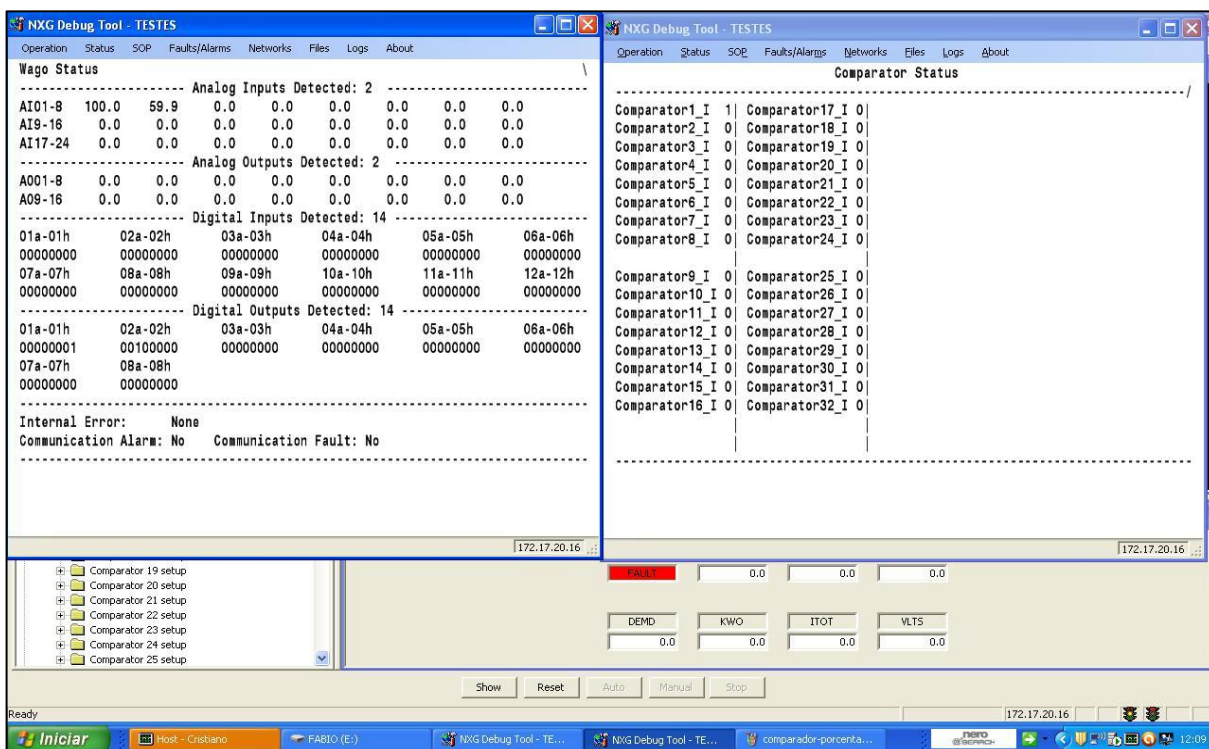 NXG Debug Tool - TESTES
Operation Status SOP Faults/Alarms Networks Files Logs About
Wago Status \
---------------------- Analog Inputs Detected: 2 --------------------------
AI01-8 100.0 59.9 0.0 0.0 0.0 0.0 0.0 0.0
AI9-16 0.0 0.0 0.0 0.0 0.0 0.0 0.0 0.0
AI17-24 0.0 0.0 0.0 0.0 0.0 0.0 0.0 0.0
---------------------- Analog Outputs Detected: 2 -------------------------
AO01-8 0.0 0.0 0.0 0.0 0.0 0.0 0.0 0.0
AO9-16 0.0 0.0 0.0 0.0 0.0 0.0 0.0 0.0
---------------------- Digital Inputs Detected: 14 -------------------------
01a-01h 02a-02h 03a-03h 04a-04h 05a-05h 06a-06h
00000000 00000000 00000000 00000000 00000000 00000000
07a-07h 08a-08h 09a-09h 10a-10h 11a-11h 12a-12h
00000000 00000000 00000000 00000000 00000000 00000000
---------------------- Digital Outputs Detected: 14 ------------------------
01a-01h 02a-02h 03a-03h 04a-04h 05a-05h 06a-06h
00000001 00100000 00000000 00000000 00000000 00000000
07a-07h 08a-08h
00000000 00000000
Internal Error: None
Communication Alarm: No Communication Fault: No
172.17.20.16
NXG Debug Tool - TESTES
Operation Status SOP Faults/Alarms Networks Files Logs About
Comparator Status
/
Comparator1_I 1| Comparator17_I 0|
Comparator2_I 0| Comparator18_I 0|
Comparator3_I 0| Comparator19_I 0|
Comparator4_I 0| Comparator20_I 0|
Comparator5_I 0| Comparator21_I 0|
Comparator6_I 0| Comparator22_I 0|
Comparator7_I 0| Comparator23_I 0|
Comparator8_I 0| Comparator24_I 0|
Comparator9_I 0| Comparator25_I 0|
Comparator10_I 0| Comparator26_I 0|
Comparator11_I 0| Comparator27_I 0|
Comparator12_I 0| Comparator28_I 0|
Comparator13_I 0| Comparator29_I 0|
Comparator14_I 0| Comparator30_I 0|
Comparator15_I 0| Comparator31_I 0|
Comparator16_I 0| Comparator32_I 0|
172.17.20.16
Comparator 19 setup
Comparator 20 setup
Comparator 21 setup
Comparator 22 setup
Comparator 23 setup
Comparator 24 setup
Comparator 25 setup
FAULT 0.0 0.0 0.0
DEMD KWO ITOT VLTS
0.0 0.0 0.0 0.0
Show Reset Auto Manual Stop
Ready 172.17.20.16
Iniciar Host - Cristiano FABIO (E:) NXG Debug Tool - TE... NXG Debug Tool - TE... comparador-porcenta... nero SEARCH 12:09